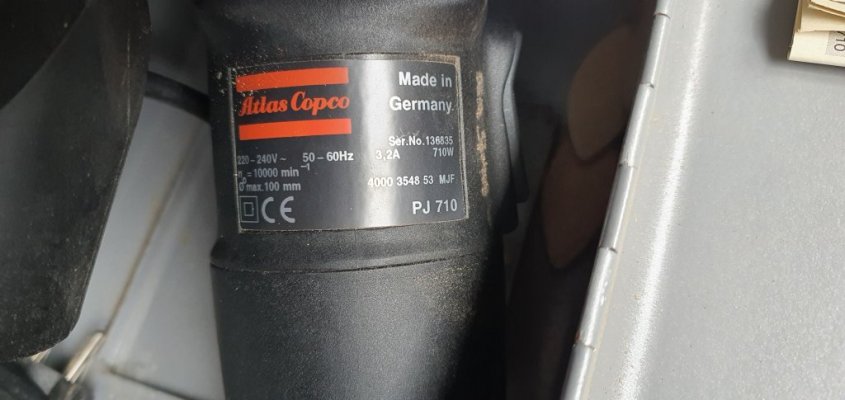 Atlas Copco
Made in
Germany
Ser.No.136835
220-240V~ 50-60Hz 3,2A 710W
n₀ =10000 min⁻¹
D max.100 mm
4000 3548 53 MJF
CE
PJ 710